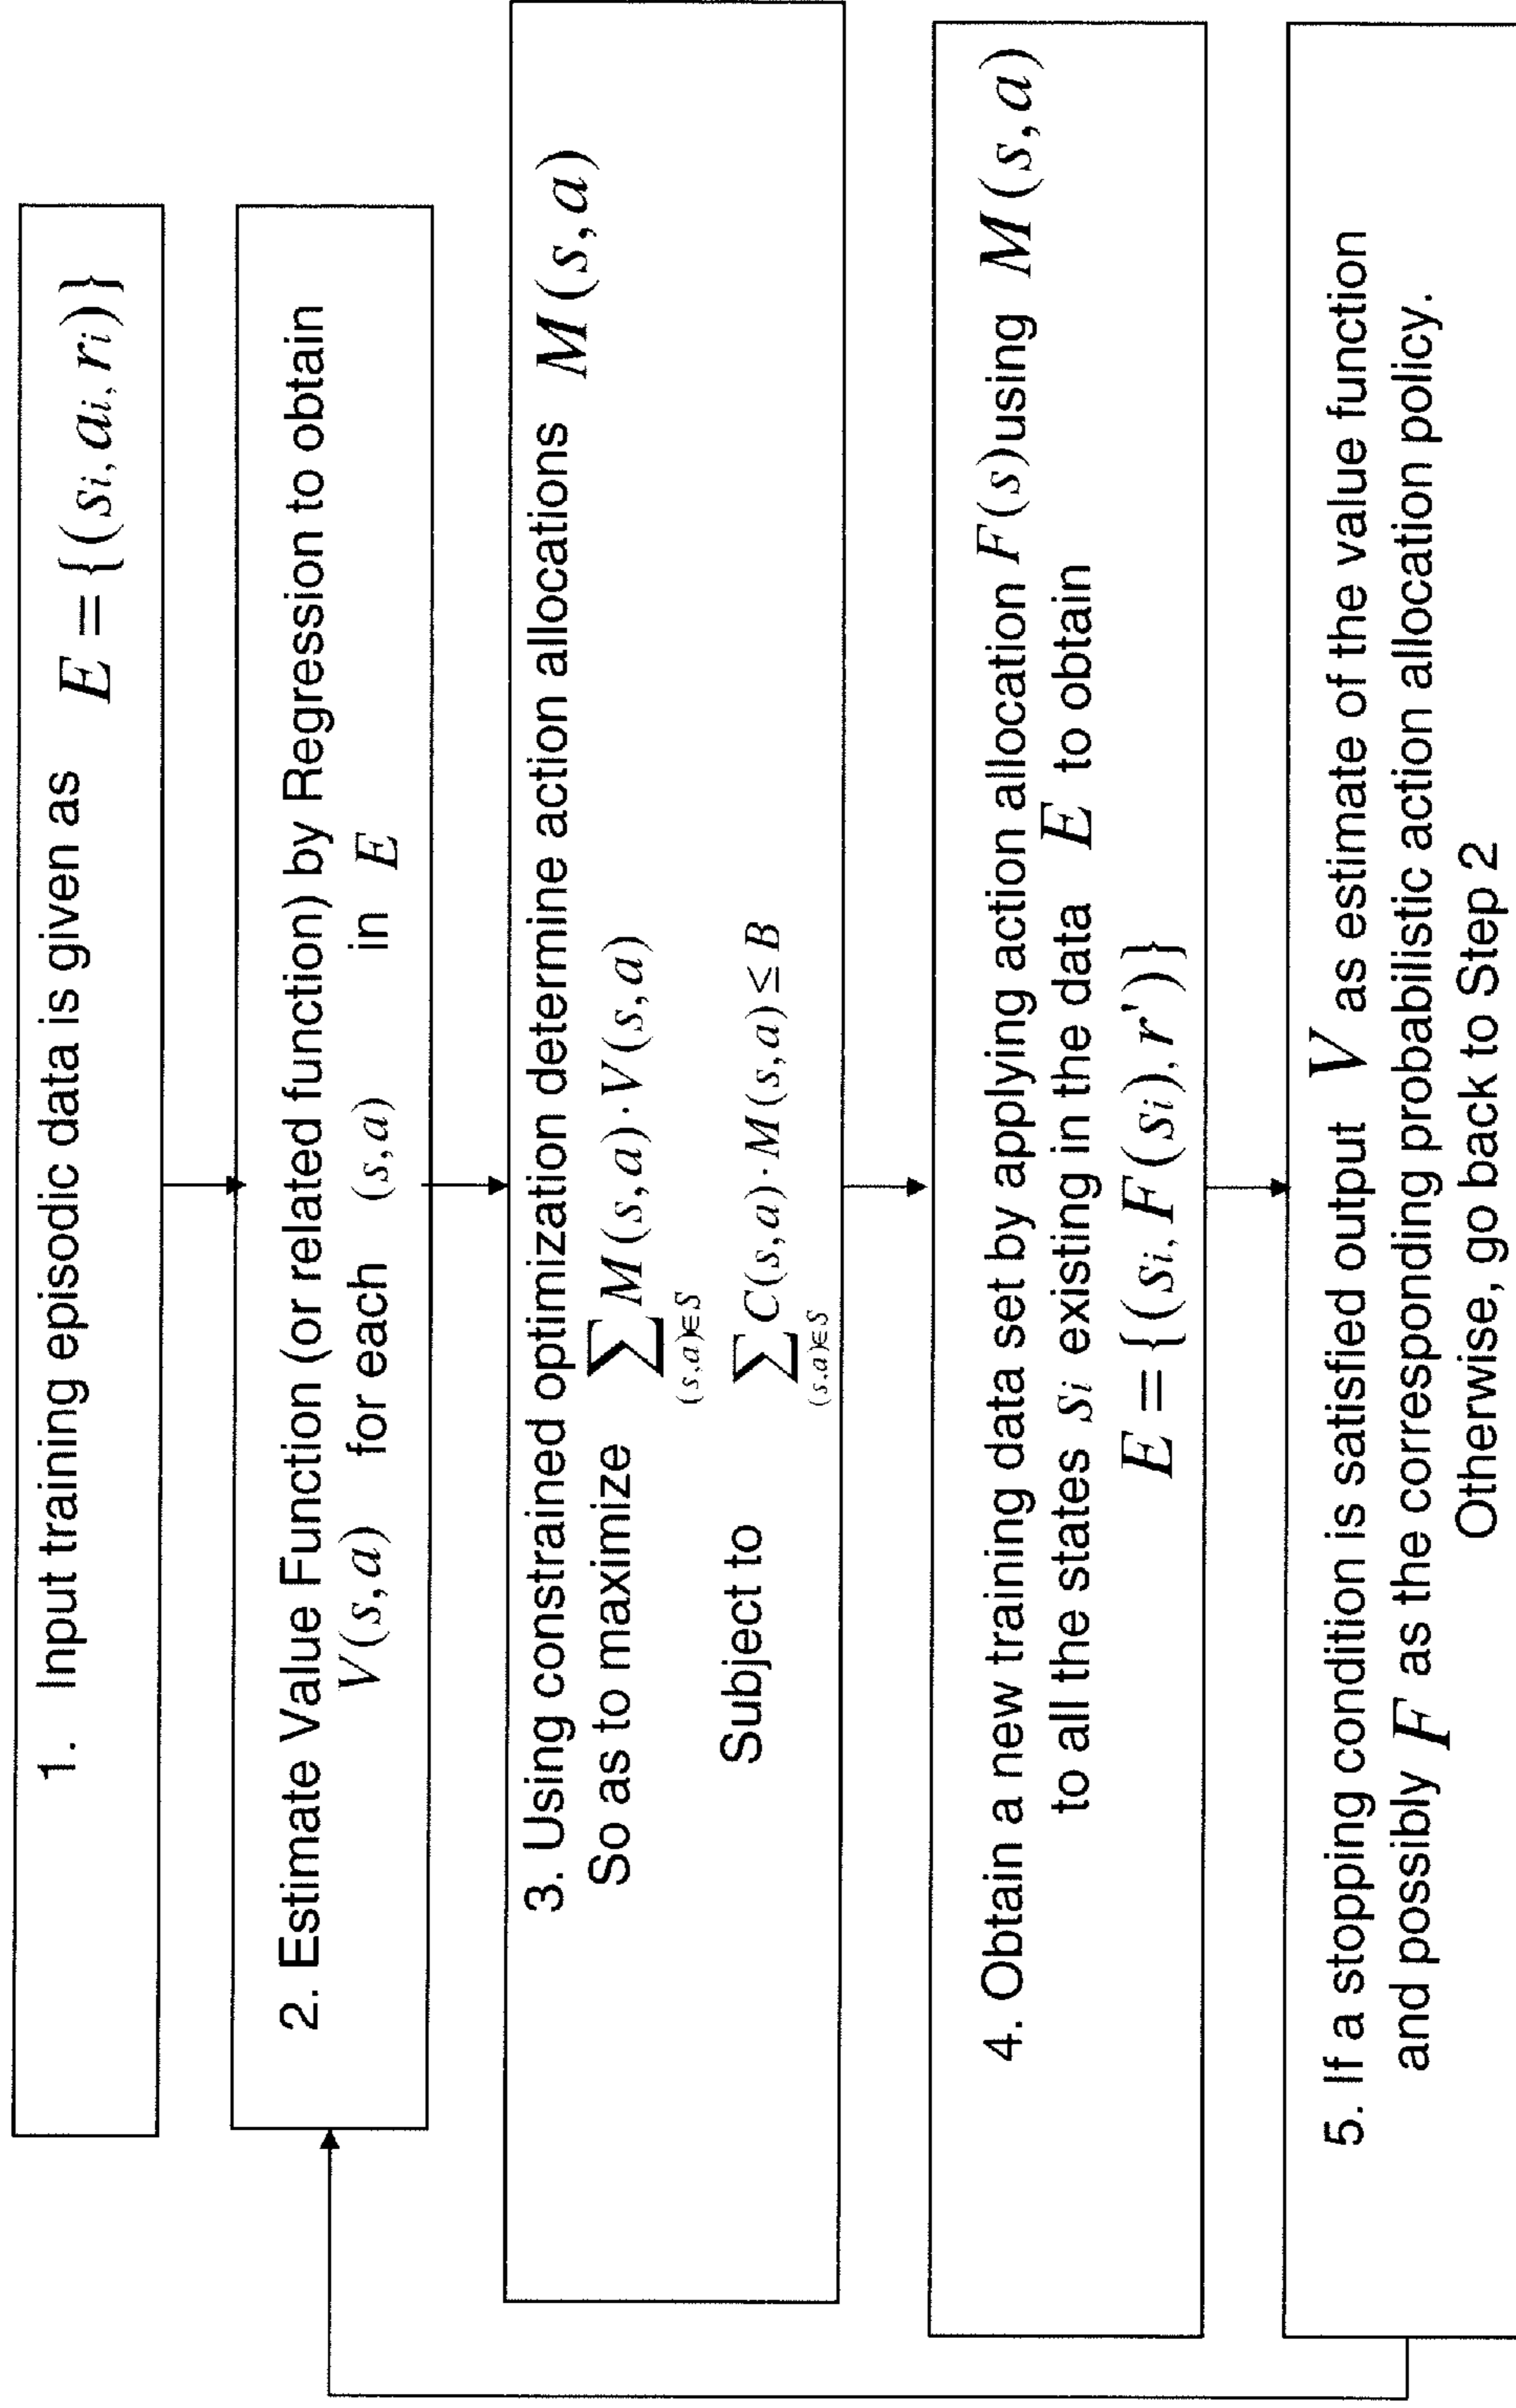 1. Input training episodic data is given as E = {(si, ai, ri)}
2. Estimate Value Function (or related function) by Regression to obtain
V(s,a) for each (s,a) in E
3. Using constrained optimization determine action allocations M(s,a)
So as to maximize ∑ M(s,a)·V(s,a)
(s,a)∈S
Subject to ∑ C(s,a)·M(s,a) ≤ B
(s,a)∈S
4. Obtain a new training data set by applying action allocation F(s) using M(s,a)
to all the states si existing in the data E to obtain
E = {(si, F(si), r')}
5. If a stopping condition is satisfied output V as estimate of the value function
and possibly F as the corresponding probabilistic action allocation policy.
Otherwise, go back to Step 2